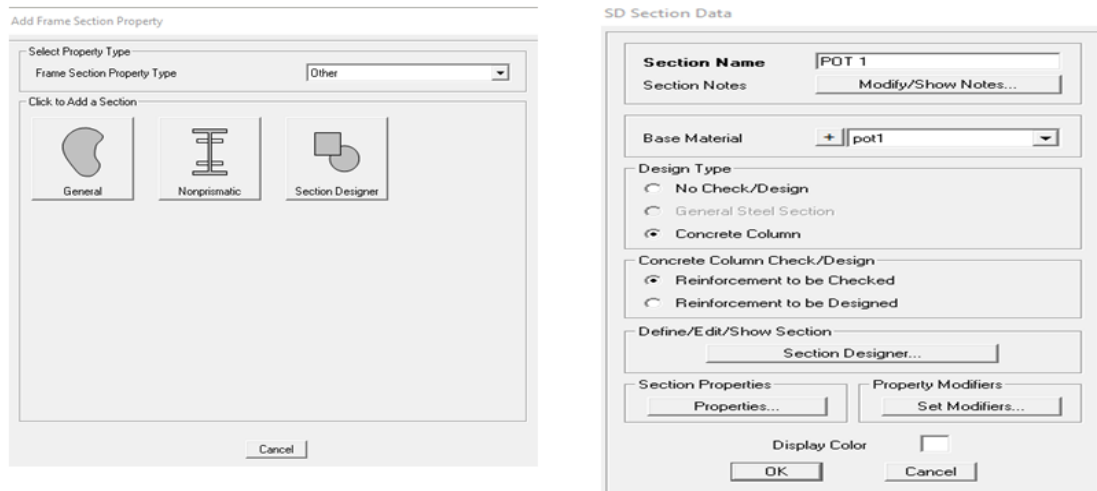 Add Frame Section Property
Select Property Type
Frame Section Property Type
Other
Click to Add a Section
General
Nonprismatic
Section Designer
Cancel
SD Section Data
Section Name
POT 1
Section Notes
Modify/Show Notes...
Base Material
+
pot1
Design Type
No Check/Design
General Steel Section
Concrete Column
Concrete Column Check/Design
Reinforcement to be Checked
Reinforcement to be Designed
Define/Edit/Show Section
Section Designer...
Section Properties
Properties...
Property Modifiers
Set Modifiers...
Display Color
OK
Cancel